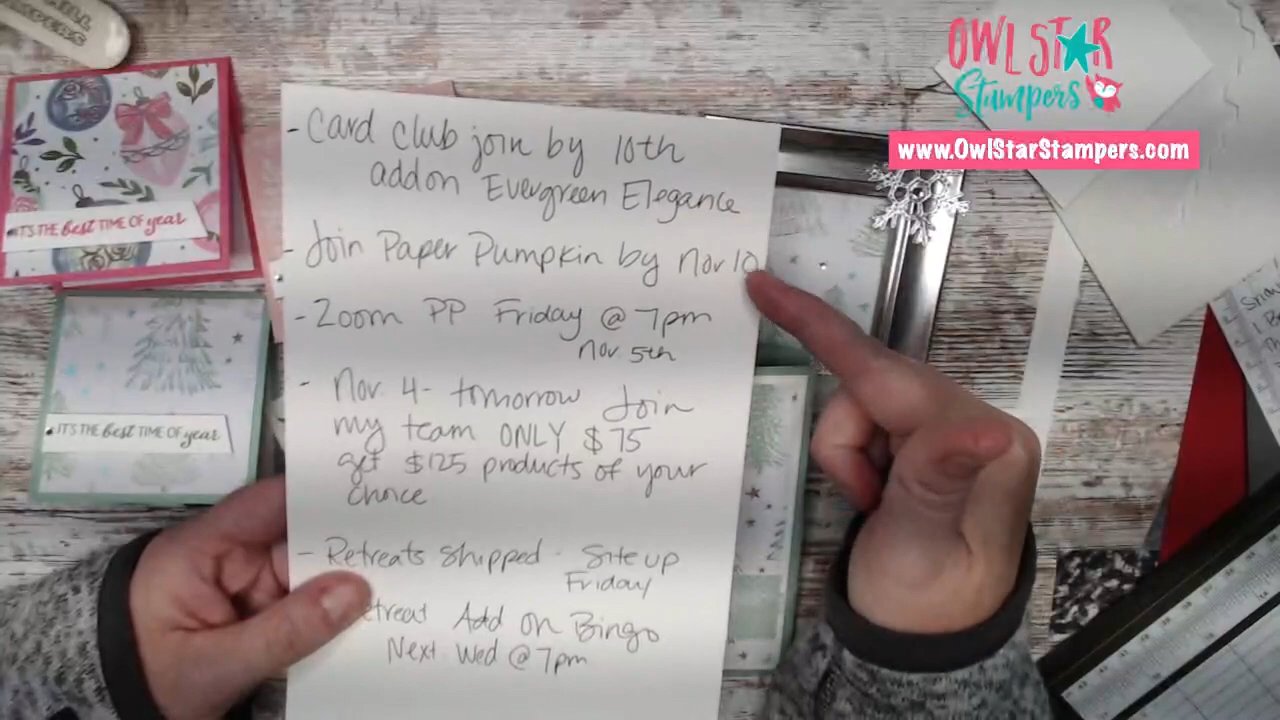 OWL STAR
Stampers
www.OwlStarStampers.com
- Card Club join by 10th
add on Evergreen Elegance
- Join Paper Pumpkin by Nov 10
- Zoom PP Friday @ 7pm
Nov. 5th
- Nov. 4 - tomorrow Join
my team ONLY $75
get $125 products of your
choice
- Retreats Shipped - Site up
Friday
etreat Add On Bingo
Next Wed @ 7pm
IT'S THE best TIME OF year
IT'S THE best TIME OF year